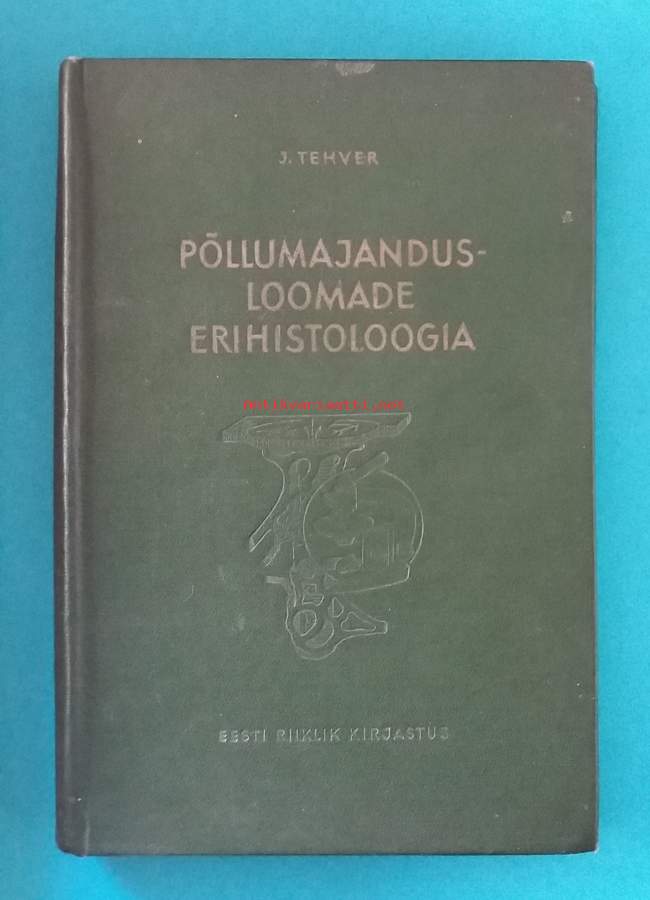 J. TEHVER
PÕLLUMAJANDUS-
LOOMADE
ERIHISTOLOOGIA
antikvariaatti.net
EESTI RIIKLIK KIRJASTUS